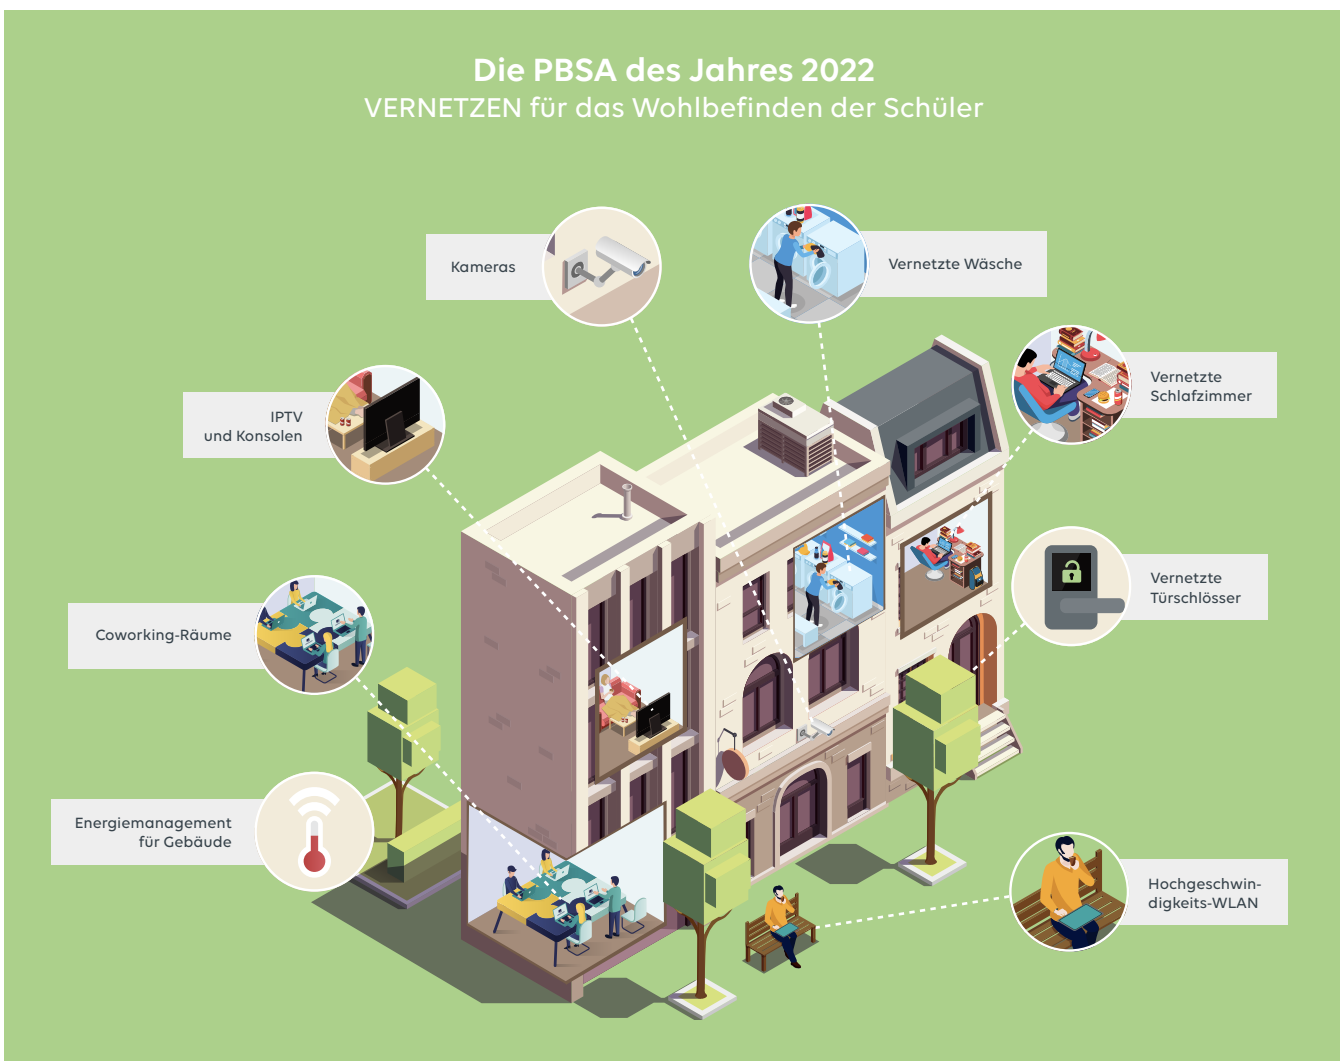 Die PBSA des Jahres 2022
VERNETZEN für das Wohlbefinden der Schüler
Kameras
Vernetzte Wäsche
IPTV
und Konsolen
Vernetzte
Schlafzimmer
Coworking-Räume
Vernetzte
Türschlösser
Energiemanagement
für Gebäude
Hochgeschwin-
digkeits-WLAN